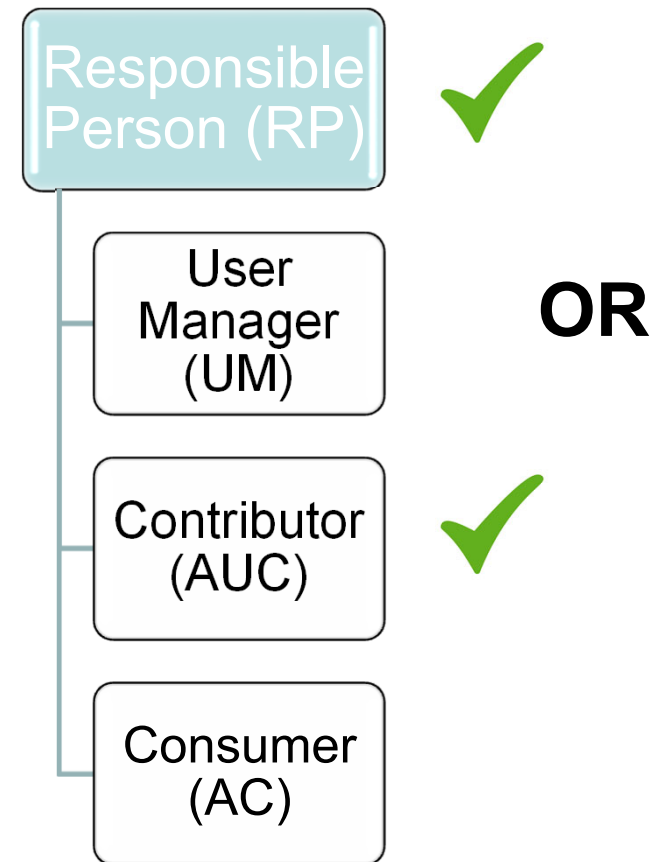 Responsible
Person (RP)
User
Manager
(UM)
OR
Contributor
(AUC)
Consumer
(AC)